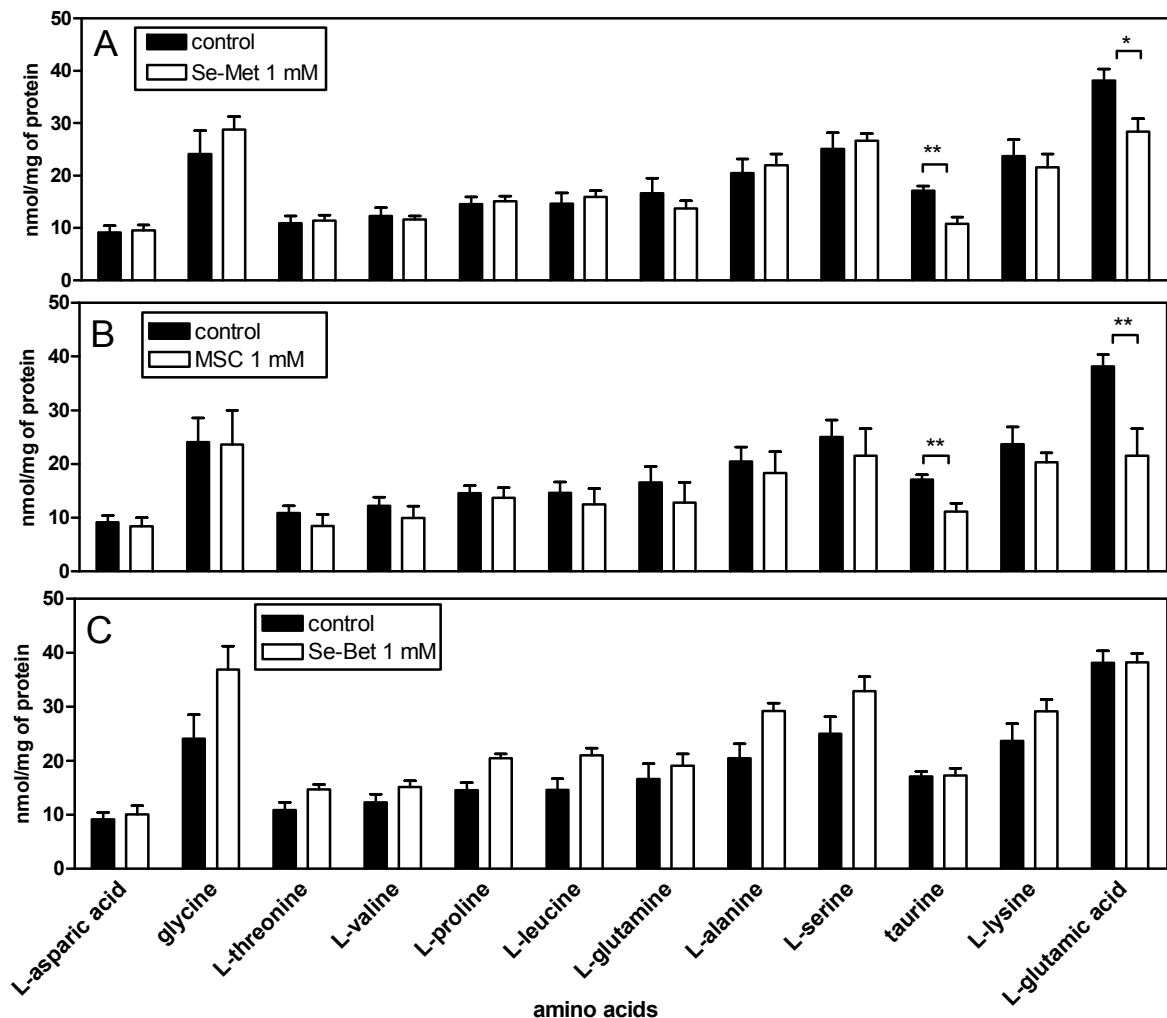 A
control
Se-Met 1 mM
nmol/mg of protein
50
40
30
20
10
0
**
*
B
control
MSC 1 mM
nmol/mg of protein
50
40
30
20
10
0
**
**
C
control
Se-Bet 1 mM
nmol/mg of protein
50
40
30
20
10
0
L-asparic acid
glycine
L-threonine
L-valine
L-proline
L-leucine
L-glutamine
L-alanine
L-serine
taurine
L-lysine
L-glutamic acid
amino acids